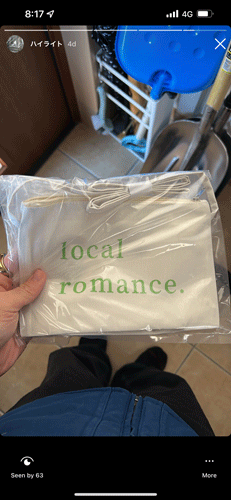 8:17
4G
ハイライト 4d
local
romance.
Seen by 63
More